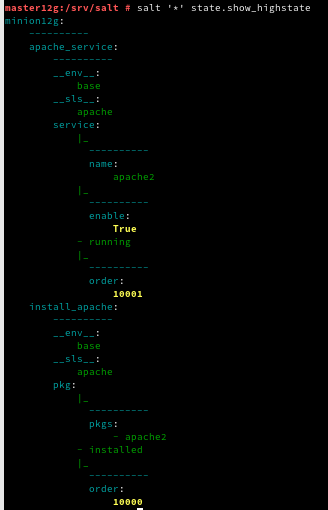 master12g:/srv/salt # salt '*' state.show_highstate
minion12g:
----------
apache_service:
----------
__env__:
base
__sls__:
apache
service:
|_
----------
name:
apache2
|_
----------
enable:
True
- running
|_
----------
order:
10001
install_apache:
----------
__env__:
base
__sls__:
apache
pkg:
|_
----------
pkgs:
- apache2
- installed
|_
----------
order:
10000